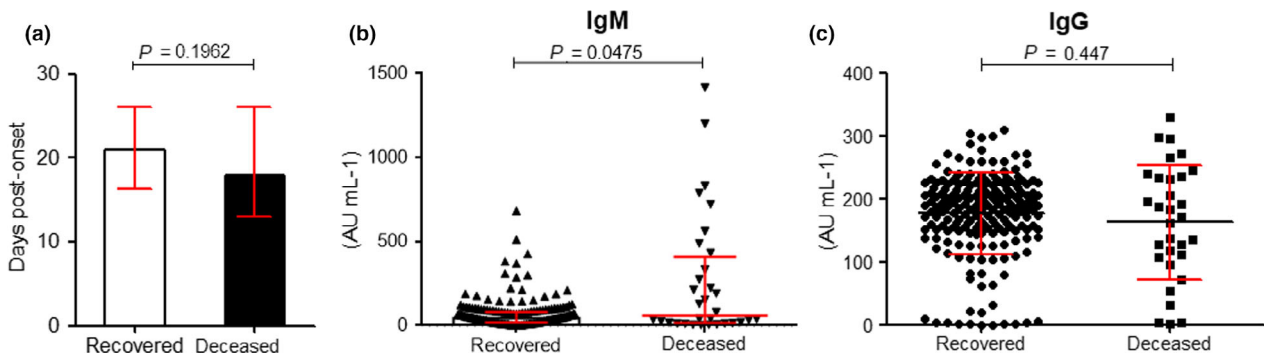 (a)
P = 0.1962
30
20
10
0
Days post-onset
Recovered Deceased
(b)
IgM
P = 0.0475
1500
1000
500
0
(AU mL-1)
Recovered Deceased
(c)
IgG
P = 0.447
400
300
200
100
0
(AU mL-1)
Recovered Deceased